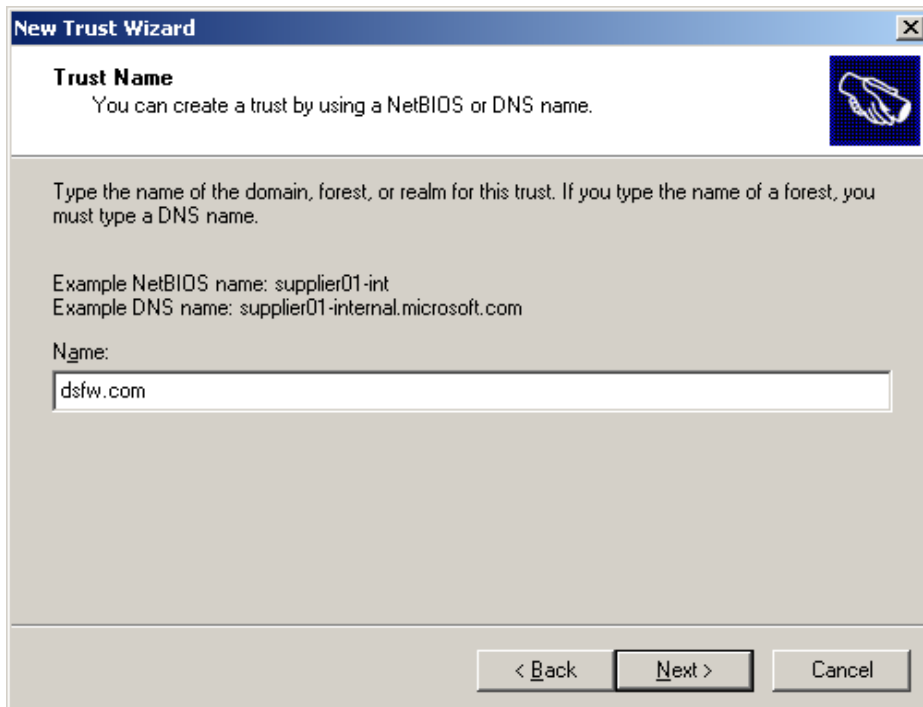 New Trust Wizard
Trust Name
You can create a trust by using a NetBIOS or DNS name.
Type the name of the domain, forest, or realm for this trust. If you type the name of a forest, you
must type a DNS name.
Example NetBIOS name: supplier01-int
Example DNS name: supplier01-internal.microsoft.com
Name:
dsfw.com
< Back
Next >
Cancel